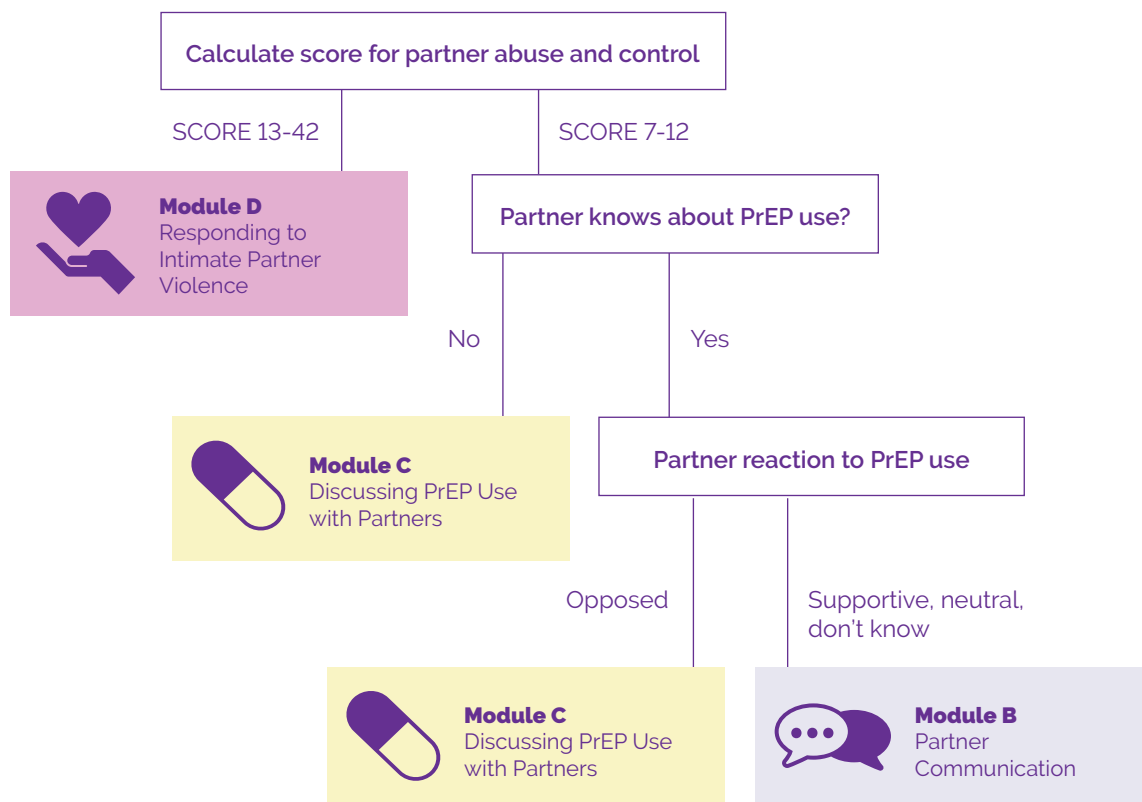 Calculate score for partner abuse and control
SCORE 13-42
SCORE 7-12
Module D
Responding to
Intimate Partner
Violence
Partner knows about PrEP use?
No
Yes
Module C
Discussing PrEP Use
with Partners
Partner reaction to PrEP use
Opposed
Supportive, neutral,
don't know
Module C
Discussing PrEP Use
with Partners
Module B
Partner
Communication